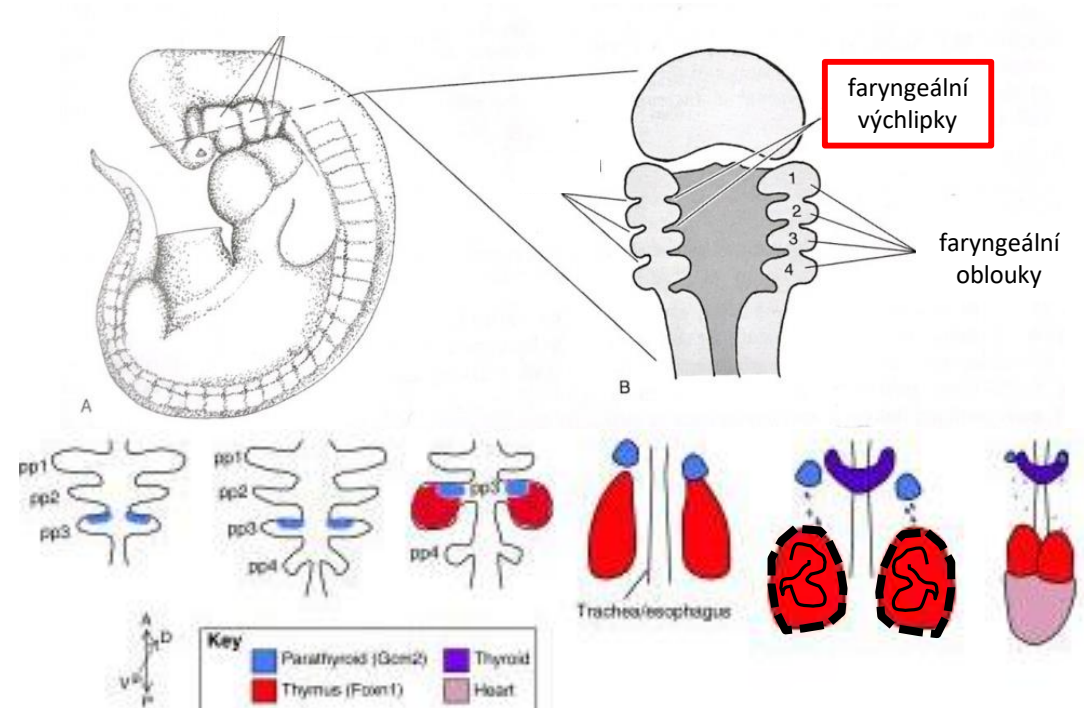 faryngeální
výchlipky
1
2
3
4
faryngeální
oblouky
A
B
pp1
pp2
pp3
pp1
pp2
pp3
pp4
pp3
pp4
Trachea/esophagus
A
D
V
P
Key
Parathyroid (Gcm2)
Thyroid
Thymus (Foxn1)
Heart